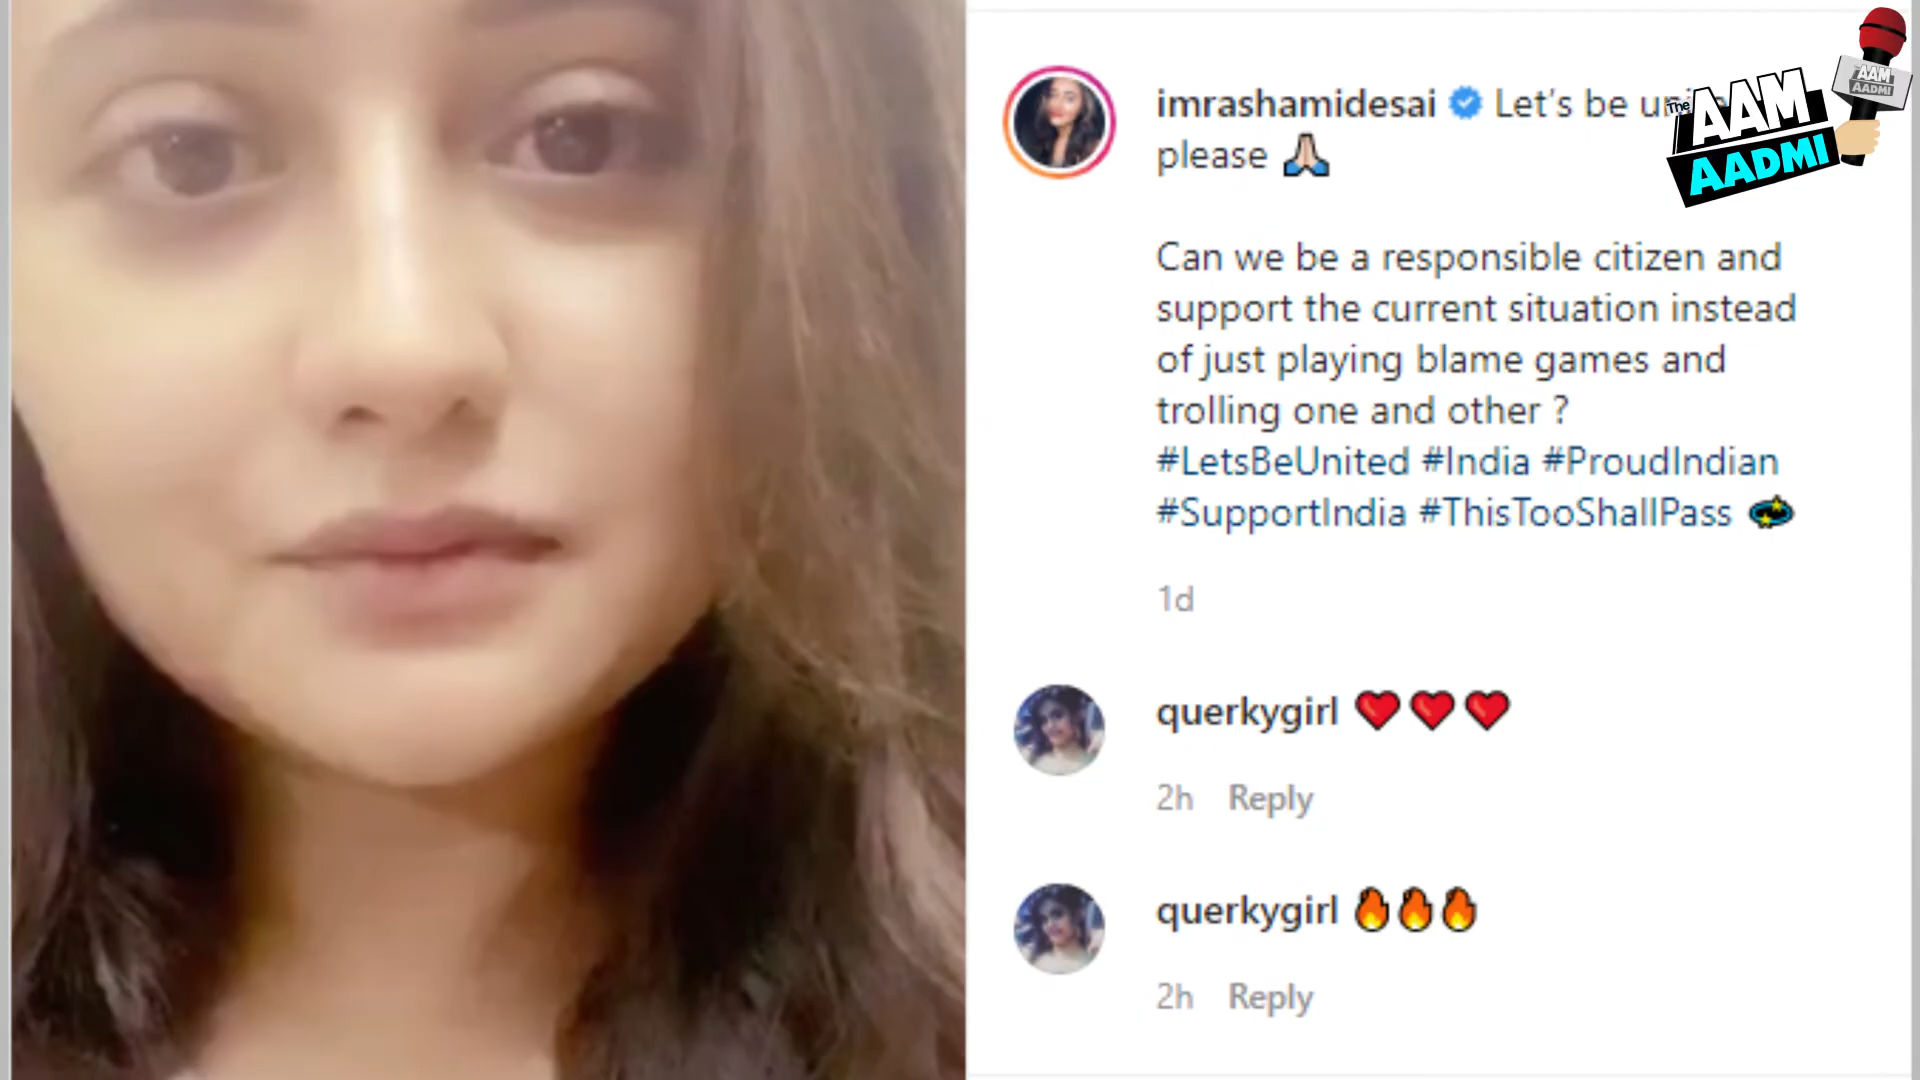 imrashamidesai Let's be
please 🙏
Can we be a responsible citizen and
support the current situation instead
of just playing blame games and
trolling one and other ?
#LetsBeUnited #India #ProudIndian
#SupportIndia #ThisTooShallPass 💫
1d
querkygirl ❤️❤️❤️
2h Reply
querkygirl 🔥🔥🔥
2h Reply
The
AAM
AADMI
THE
AAM
AADMI